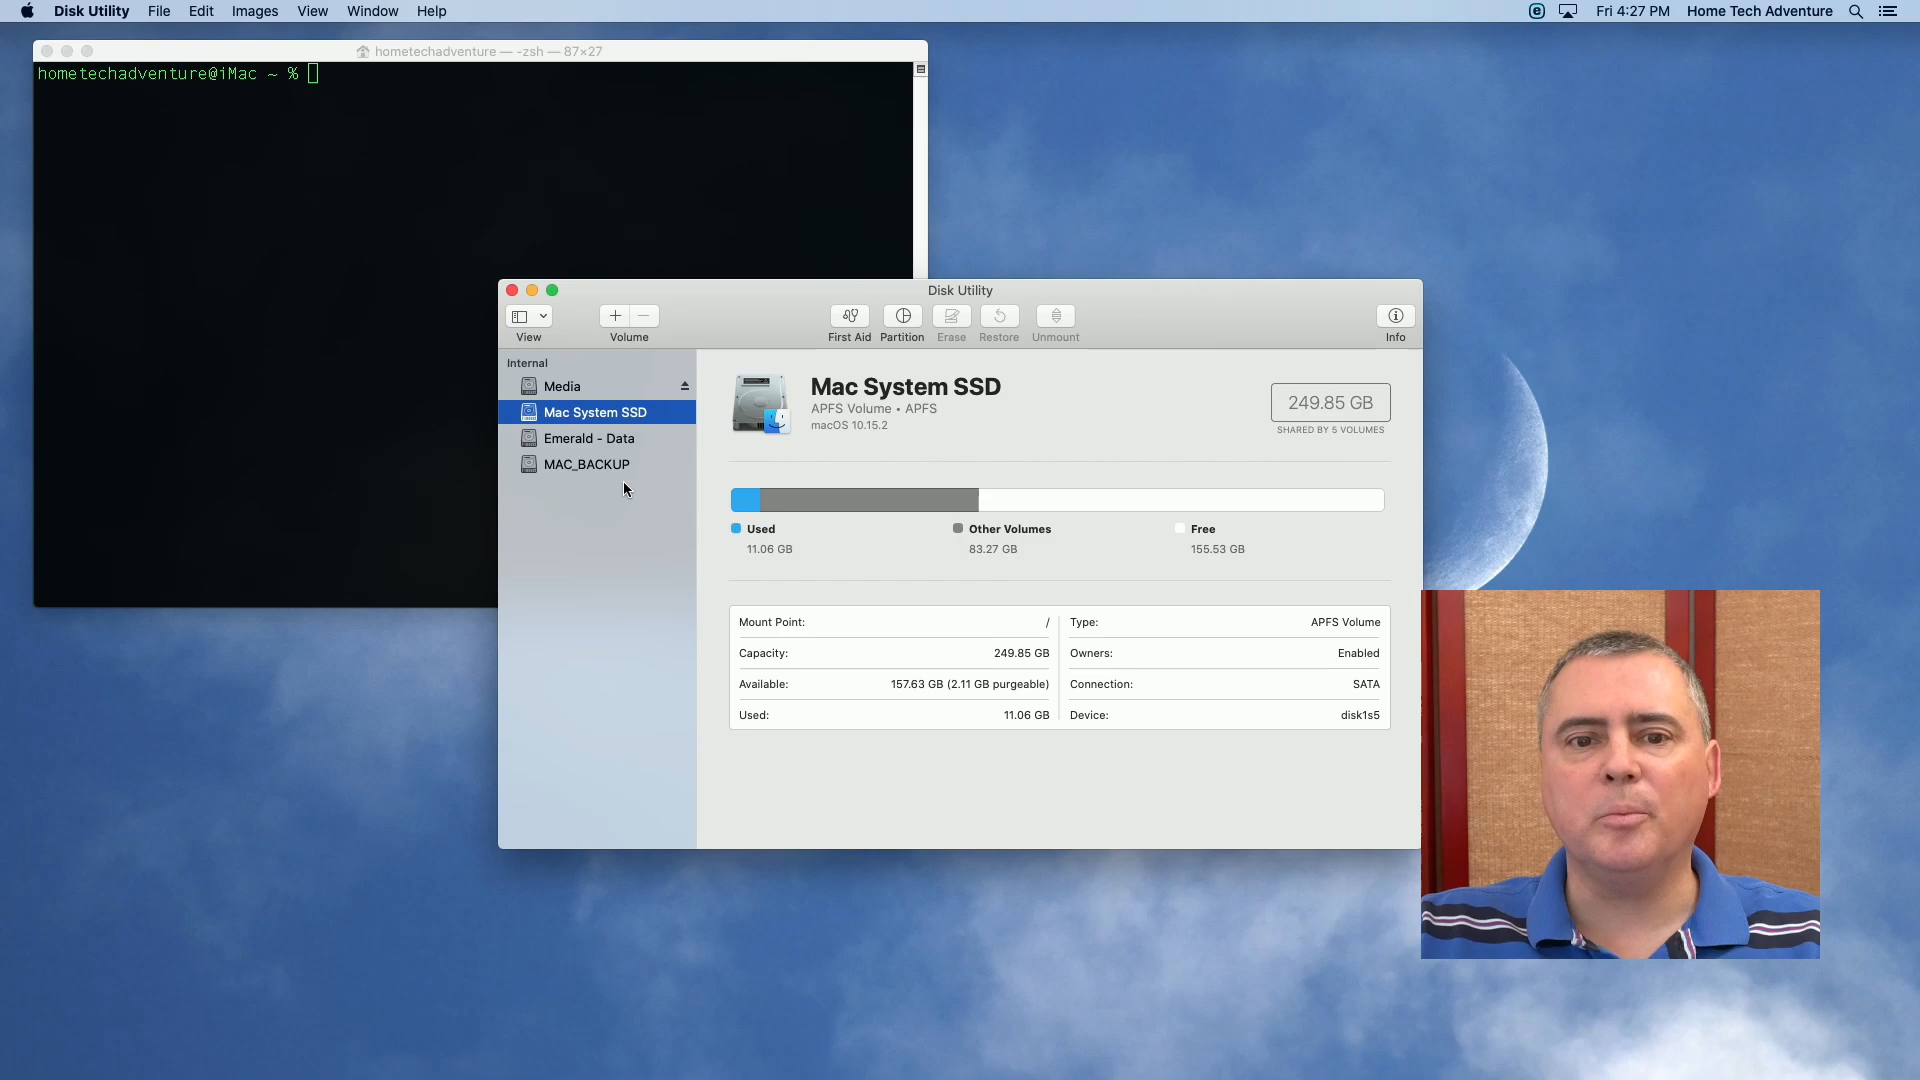 Disk Utility File Edit Images View Window Help
Fri 4:27 PM Home Tech Adventure
hometechadventure — -zsh — 87×27
hometechadventure@iMac ~ %
Disk Utility
View
Volume
First Aid Partition Erase Restore Unmount
Info
Internal
Media
Mac System SSD
Emerald - Data
MAC_BACKUP
Mac System SSD
APFS Volume • APFS
macOS 10.15.2
249.85 GB
SHARED BY 5 VOLUMES
Used
11.06 GB
Other Volumes
83.27 GB
Free
155.53 GB
Mount Point: /
Capacity: 249.85 GB
Available: 157.63 GB (2.11 GB purgeable)
Used: 11.06 GB
Type: APFS Volume
Owners: Enabled
Connection: SATA
Device: disk1s5